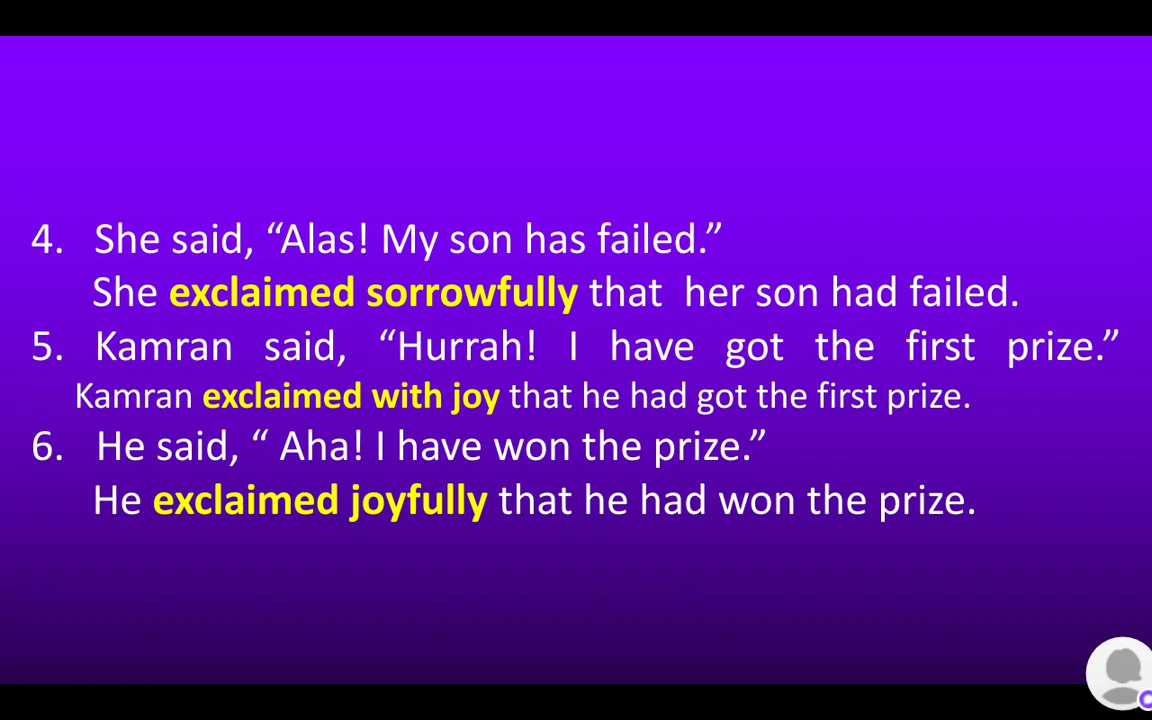 4. She said, “Alas! My son has failed.”
She exclaimed sorrowfully that her son had failed.
5. Kamran said, “Hurrah! I have got the first prize.”
Kamran exclaimed with joy that he had got the first prize.
6. He said, “ Aha! I have won the prize.”
He exclaimed joyfully that he had won the prize.